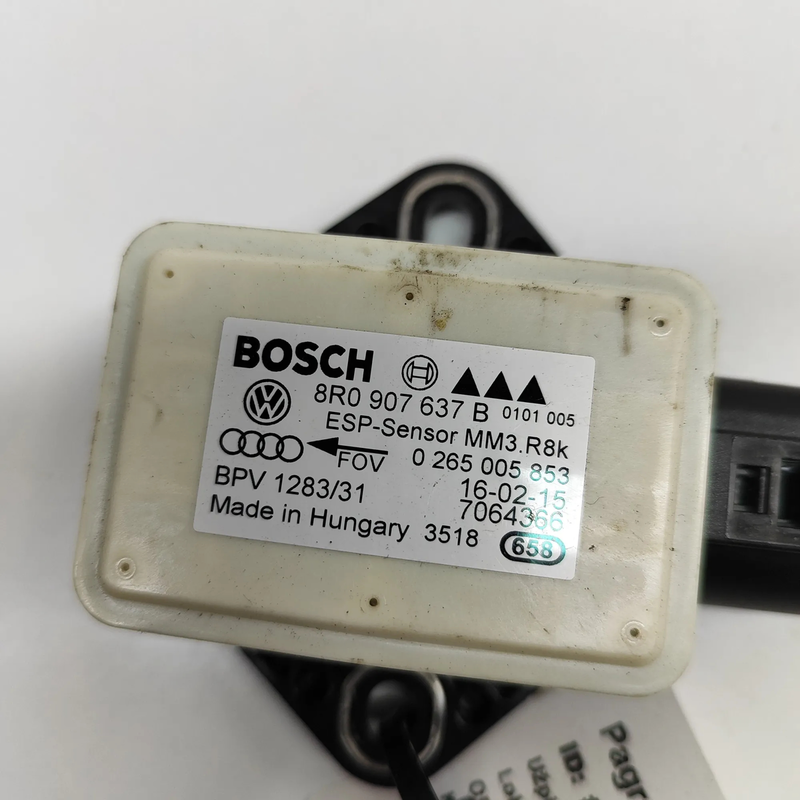 BOSCH
8R0 907 637 B 0101 005
ESP-Sensor MM3.R8k
FOV 0 265 005 853
BPV 1283/31 16-02-15
7064366
Made in Hungary 3518 658
ID: